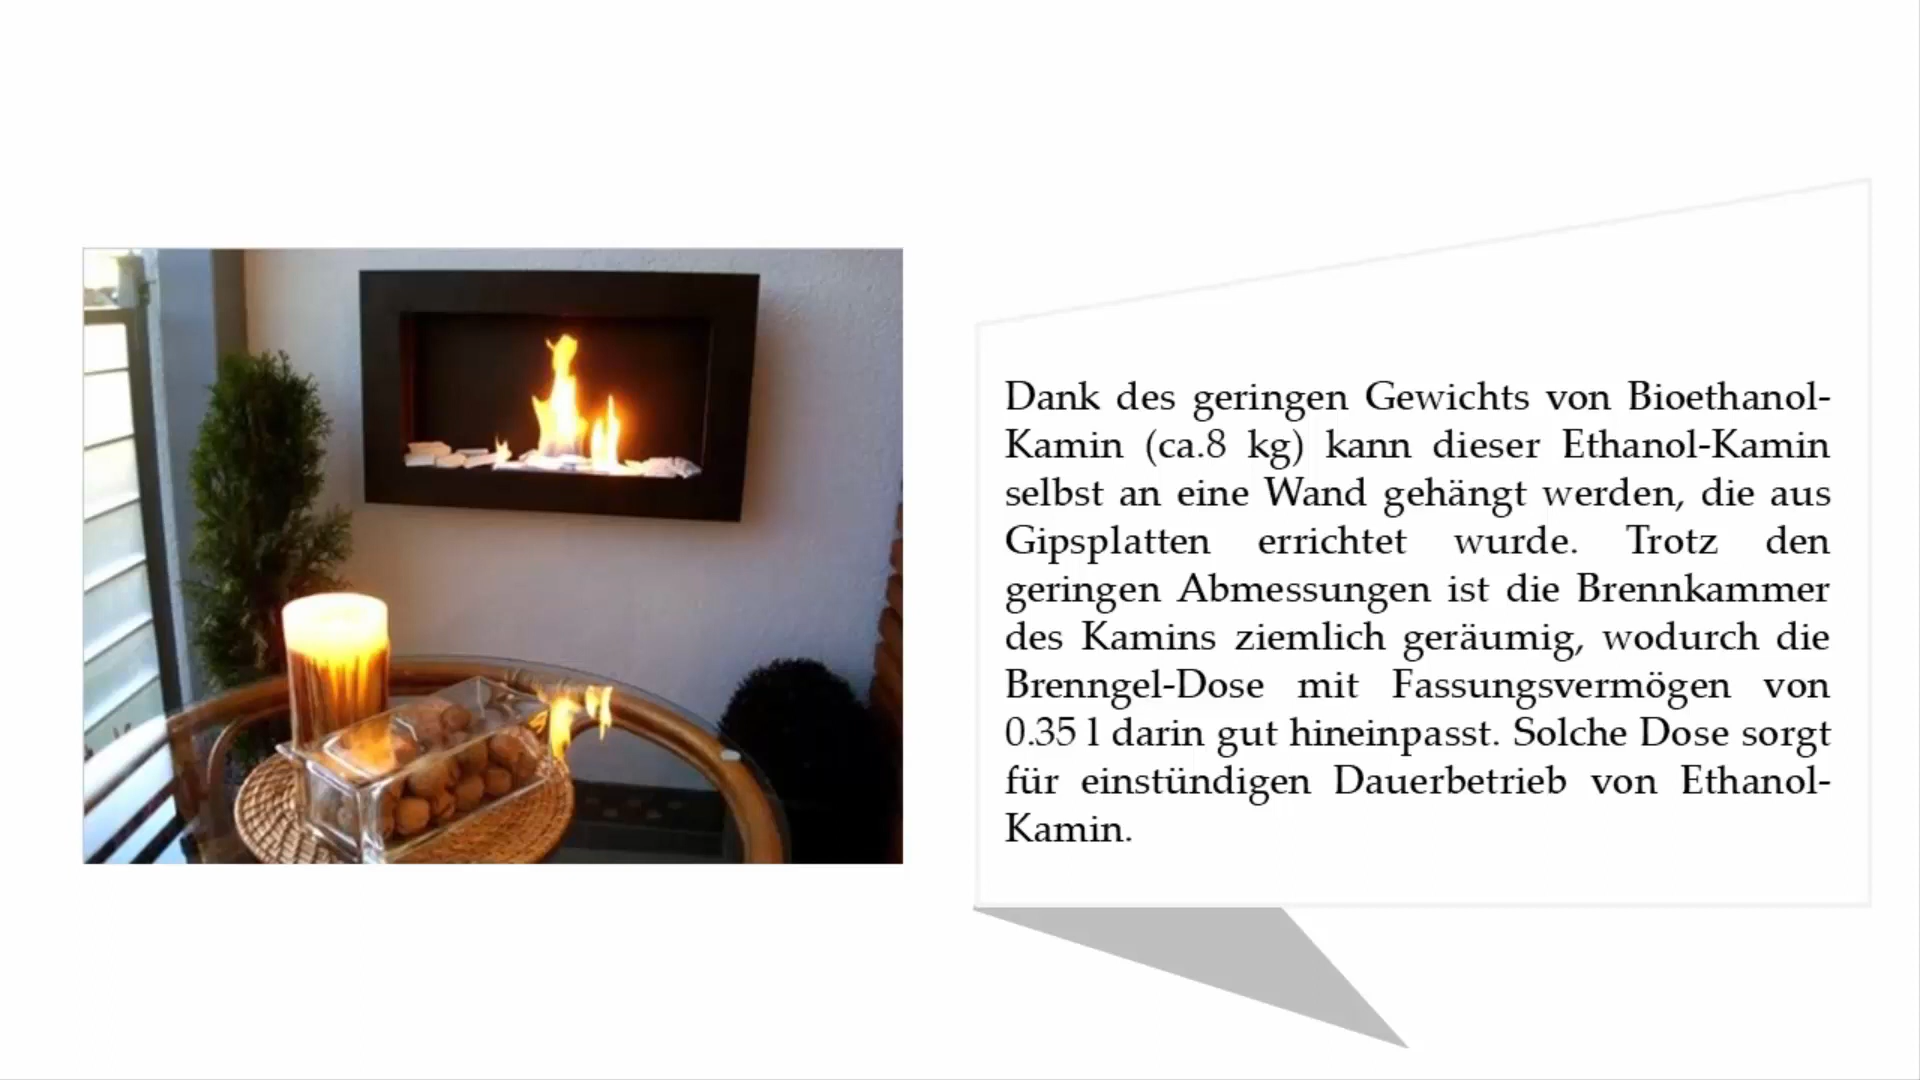 Dank des geringen Gewichts von Bioethanol-
Kamin (ca.8 kg) kann dieser Ethanol-Kamin
selbst an eine Wand gehängt werden, die aus
Gipsplatten errichtet wurde. Trotz den
geringen Abmessungen ist die Brennkammer
des Kamins ziemlich geräumig, wodurch die
Brenngel-Dose mit Fassungsvermögen von
0.35 l darin gut hineinpasst. Solche Dose sorgt
für einstündigen Dauerbetrieb von Ethanol-
Kamin.